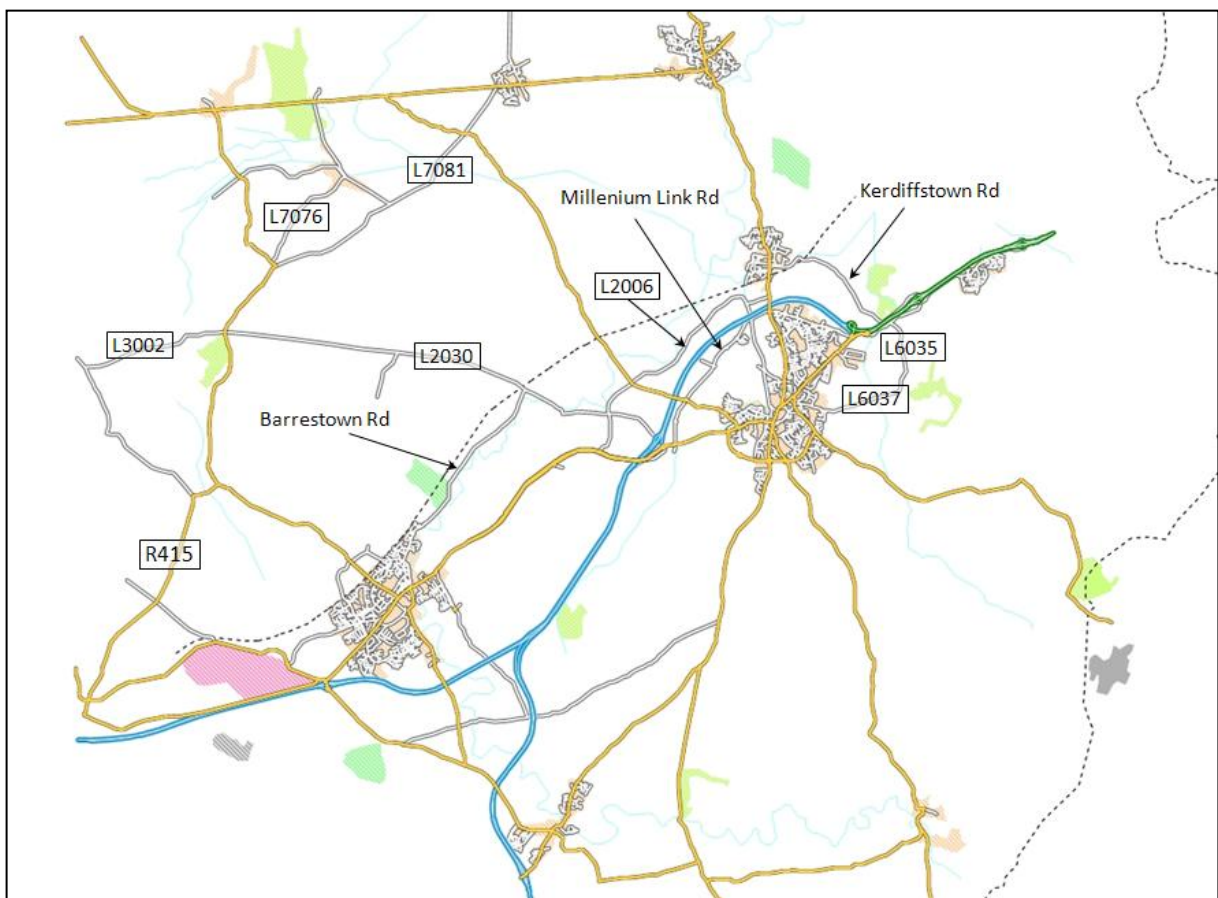 L7081
Millenium Link Rd
Kerdiffstown Rd
L7076
L2006
L3002
L2030
L6035
L6037
Barrestown Rd
R415